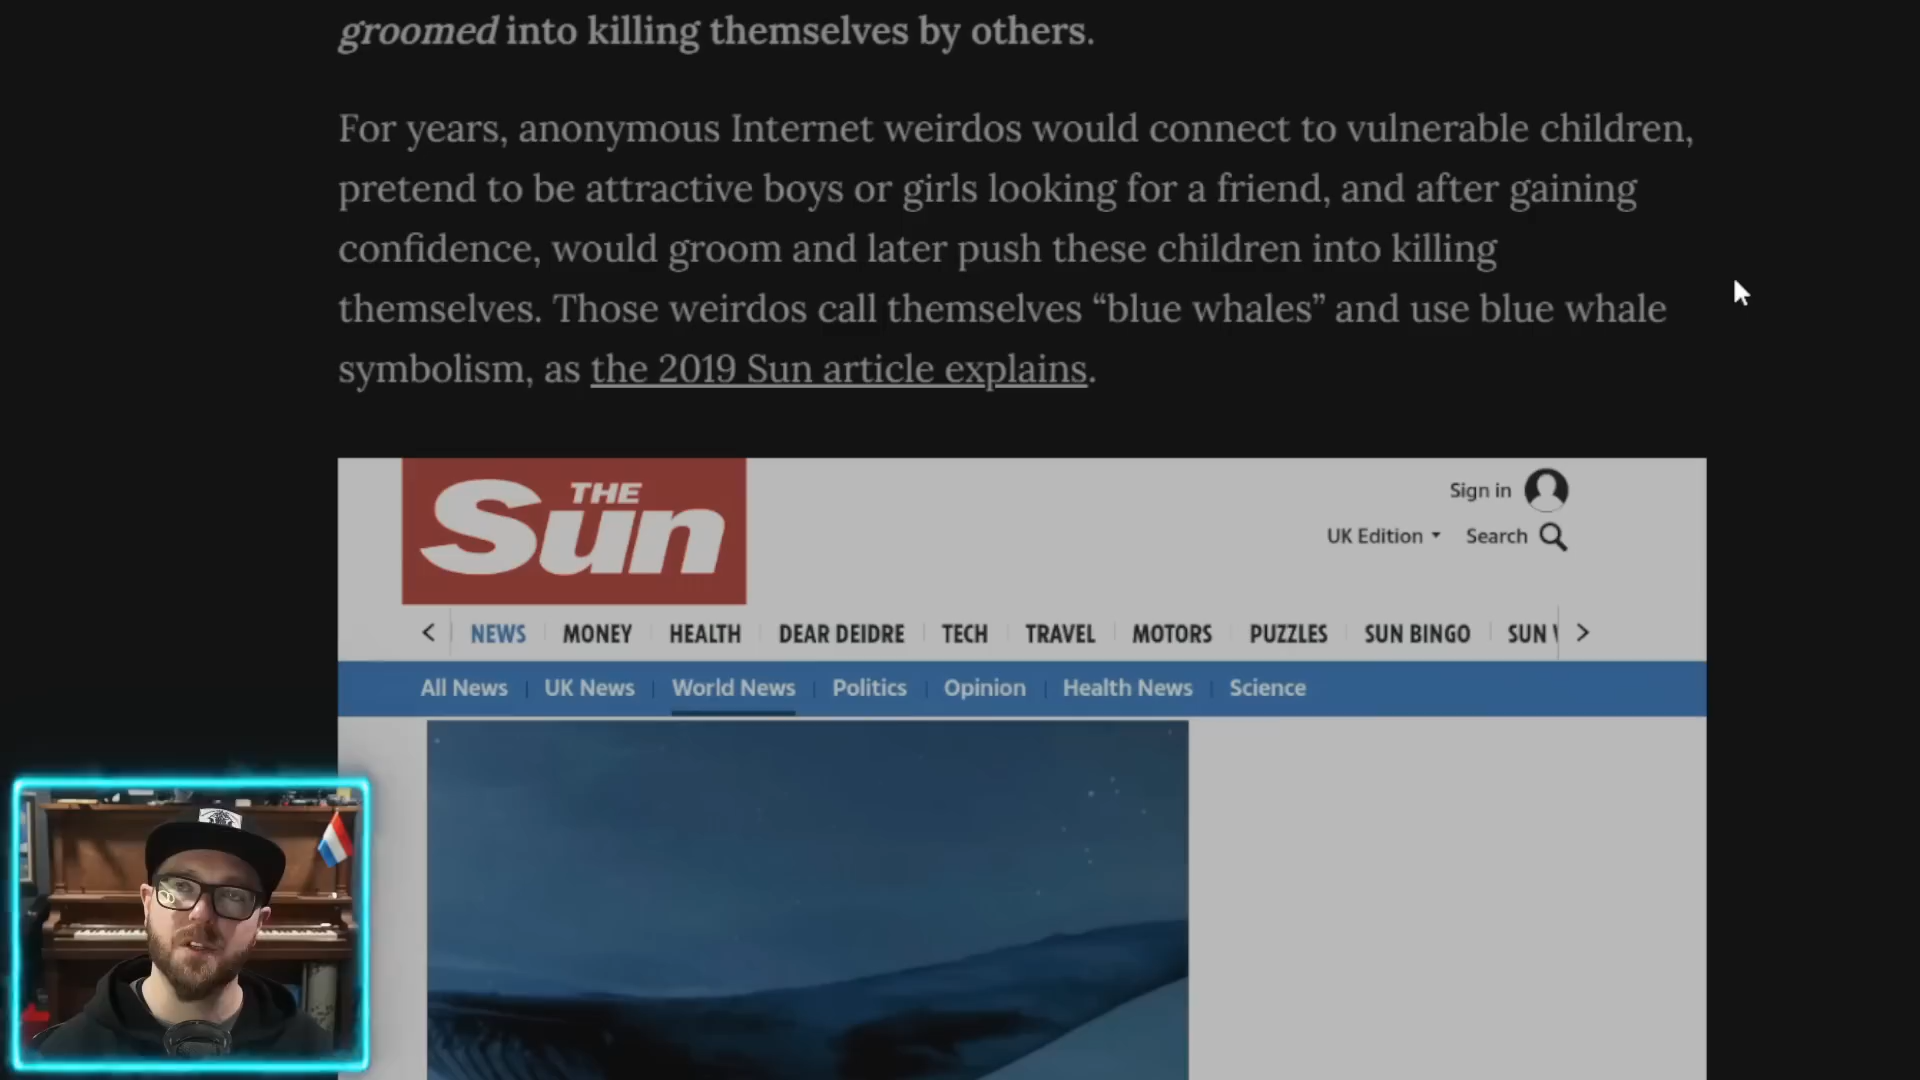 groomed into killing themselves by others.
For years, anonymous Internet weirdos would connect to vulnerable children,
pretend to be attractive boys or girls looking for a friend, and after gaining
confidence, would groom and later push these children into killing
themselves. Those weirdos call themselves “blue whales” and use blue whale
symbolism, as the 2019 Sun article explains.
THE
Sun
Sign in
UK Edition
Search
NEWS MONEY HEALTH DEAR DEIDRE TECH TRAVEL MOTORS PUZZLES SUN BINGO SUN
All News UK News World News Politics Opinion Health News Science